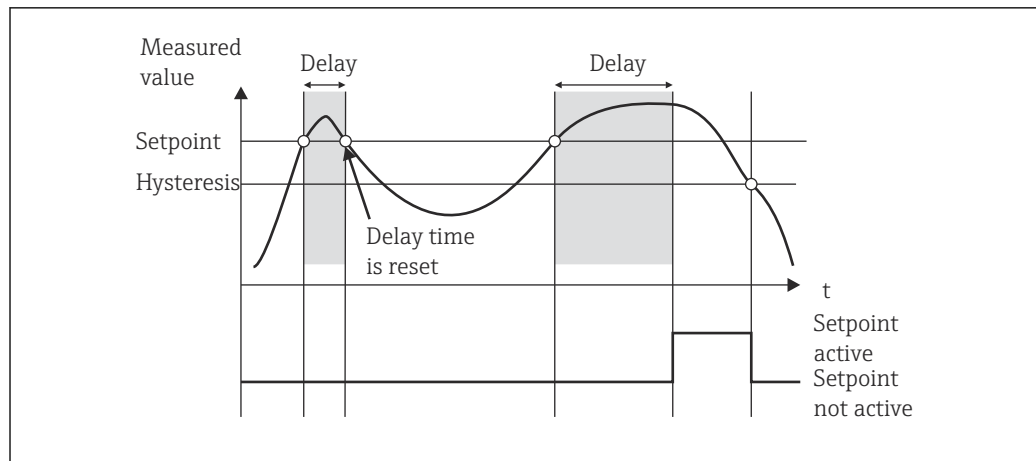 Measured
value
Delay
Delay
Setpoint
Hysteresis
Delay time
is reset
t
Setpoint
active
Setpoint
not active